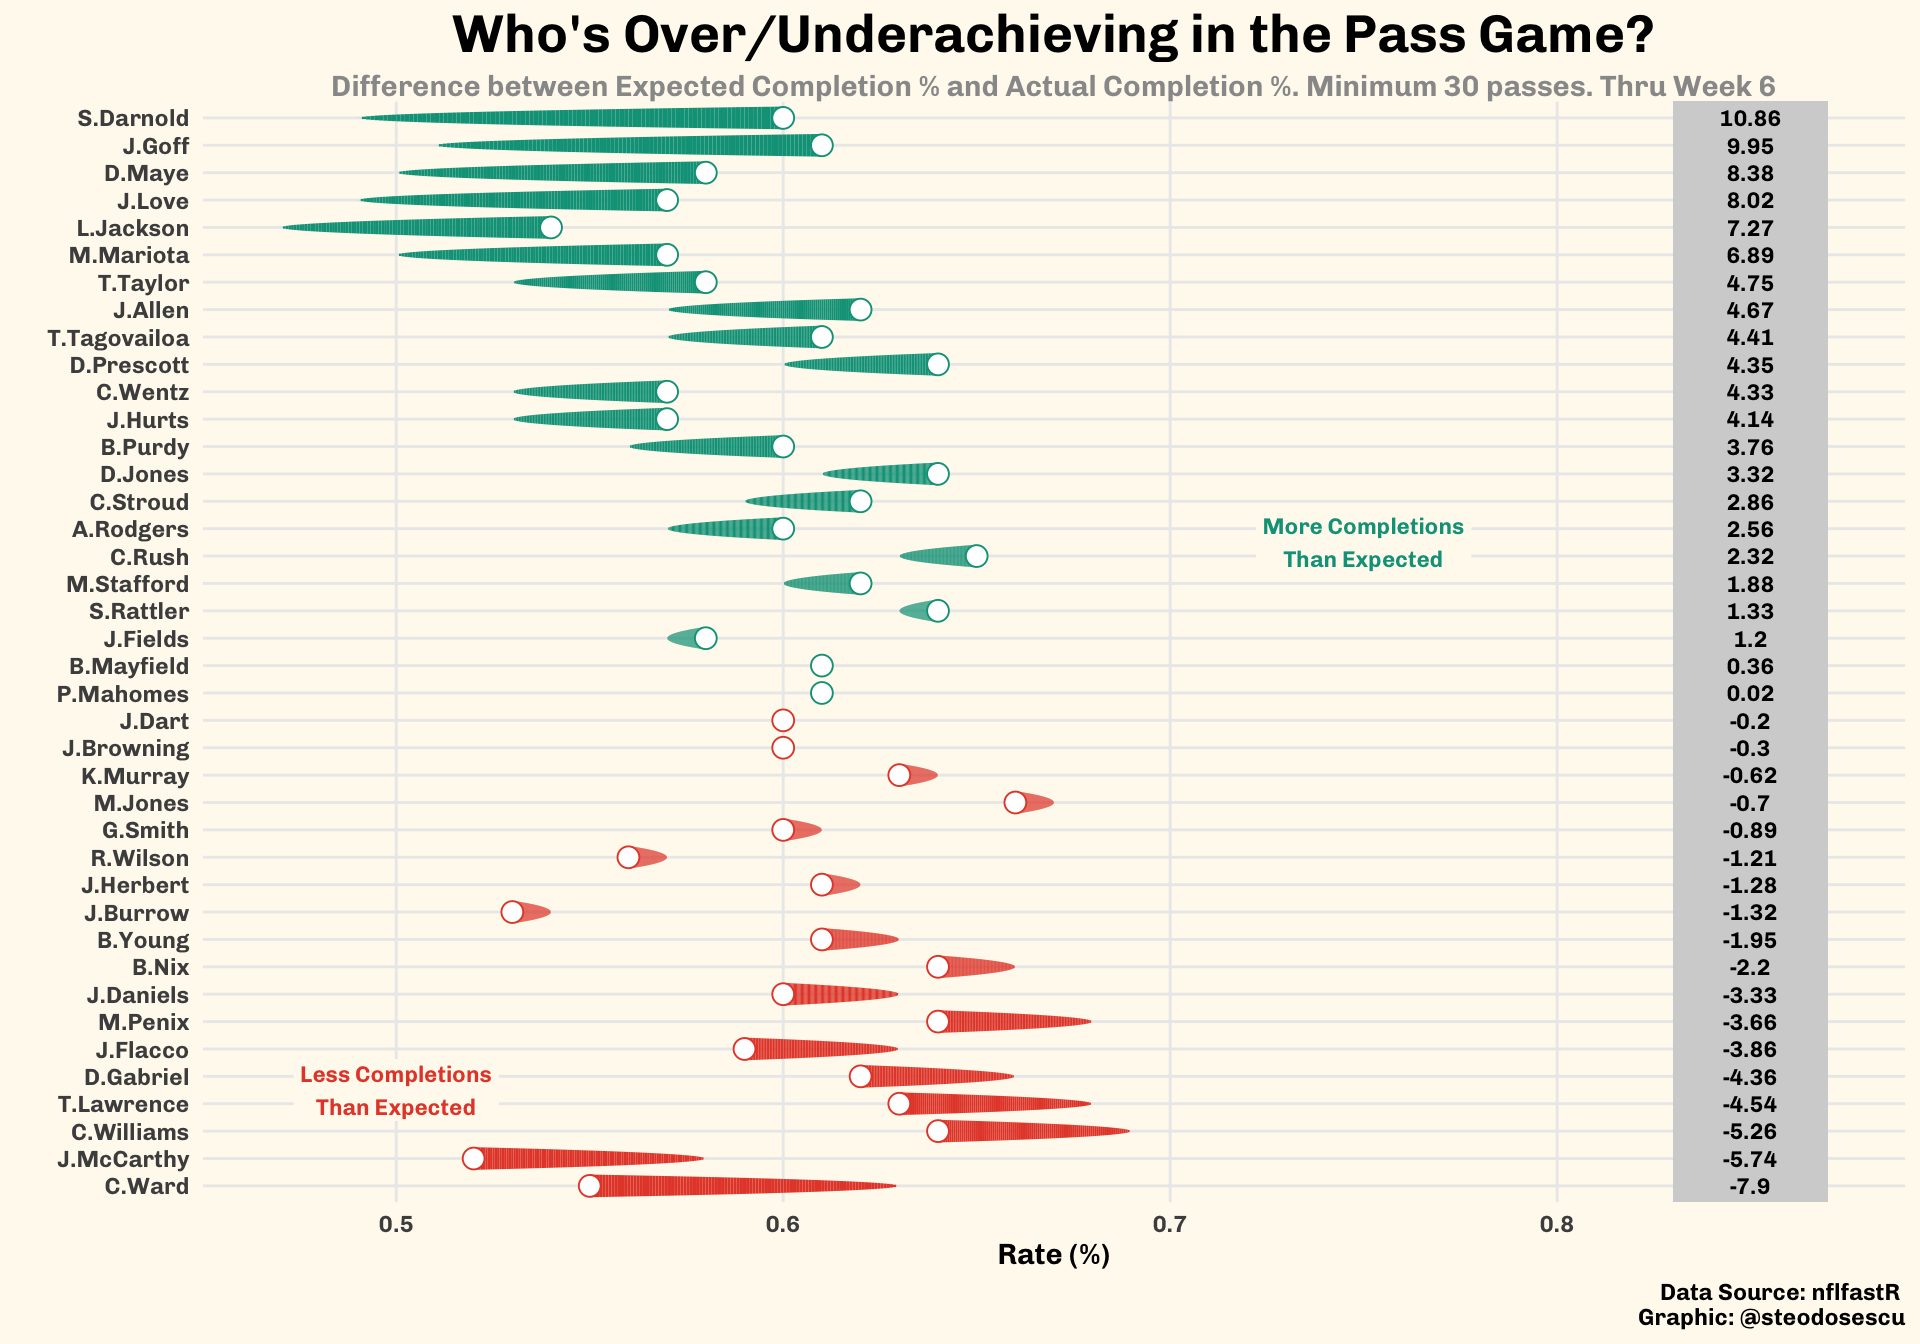 Who's Over/Underachieving in the Pass Game?
Difference between Expected Completion % and Actual Completion %. Minimum 30 passes. Thru Week 6
S.Darnold 10.86
J.Goff 9.95
D.Maye 8.38
J.Love 8.02
L.Jackson 7.27
M.Mariota 6.89
T.Taylor 4.75
J.Allen 4.67
T.Tagovailoa 4.41
D.Prescott 4.35
C.Wentz 4.33
J.Hurts 4.14
B.Purdy 3.76
D.Jones 3.32
C.Stroud 2.86
A.Rodgers 2.56
More Completions
Than Expected
C.Rush 2.32
M.Stafford 1.88
S.Rattler 1.33
J.Fields 1.2
B.Mayfield 0.36
P.Mahomes 0.02
J.Dart -0.2
J.Browning -0.3
K.Murray -0.62
M.Jones -0.7
G.Smith -0.89
R.Wilson -1.21
J.Herbert -1.28
J.Burrow -1.32
B.Young -1.95
B.Nix -2.2
J.Daniels -3.33
M.Penix -3.66
J.Flacco -3.86
D.Gabriel -4.36
Less Completions
Than Expected
T.Lawrence -4.54
C.Williams -5.26
J.McCarthy -5.74
C.Ward -7.9
0.5 0.6 0.7 0.8
Rate (%)
Data Source: nflfastR
Graphic: @steodosescu